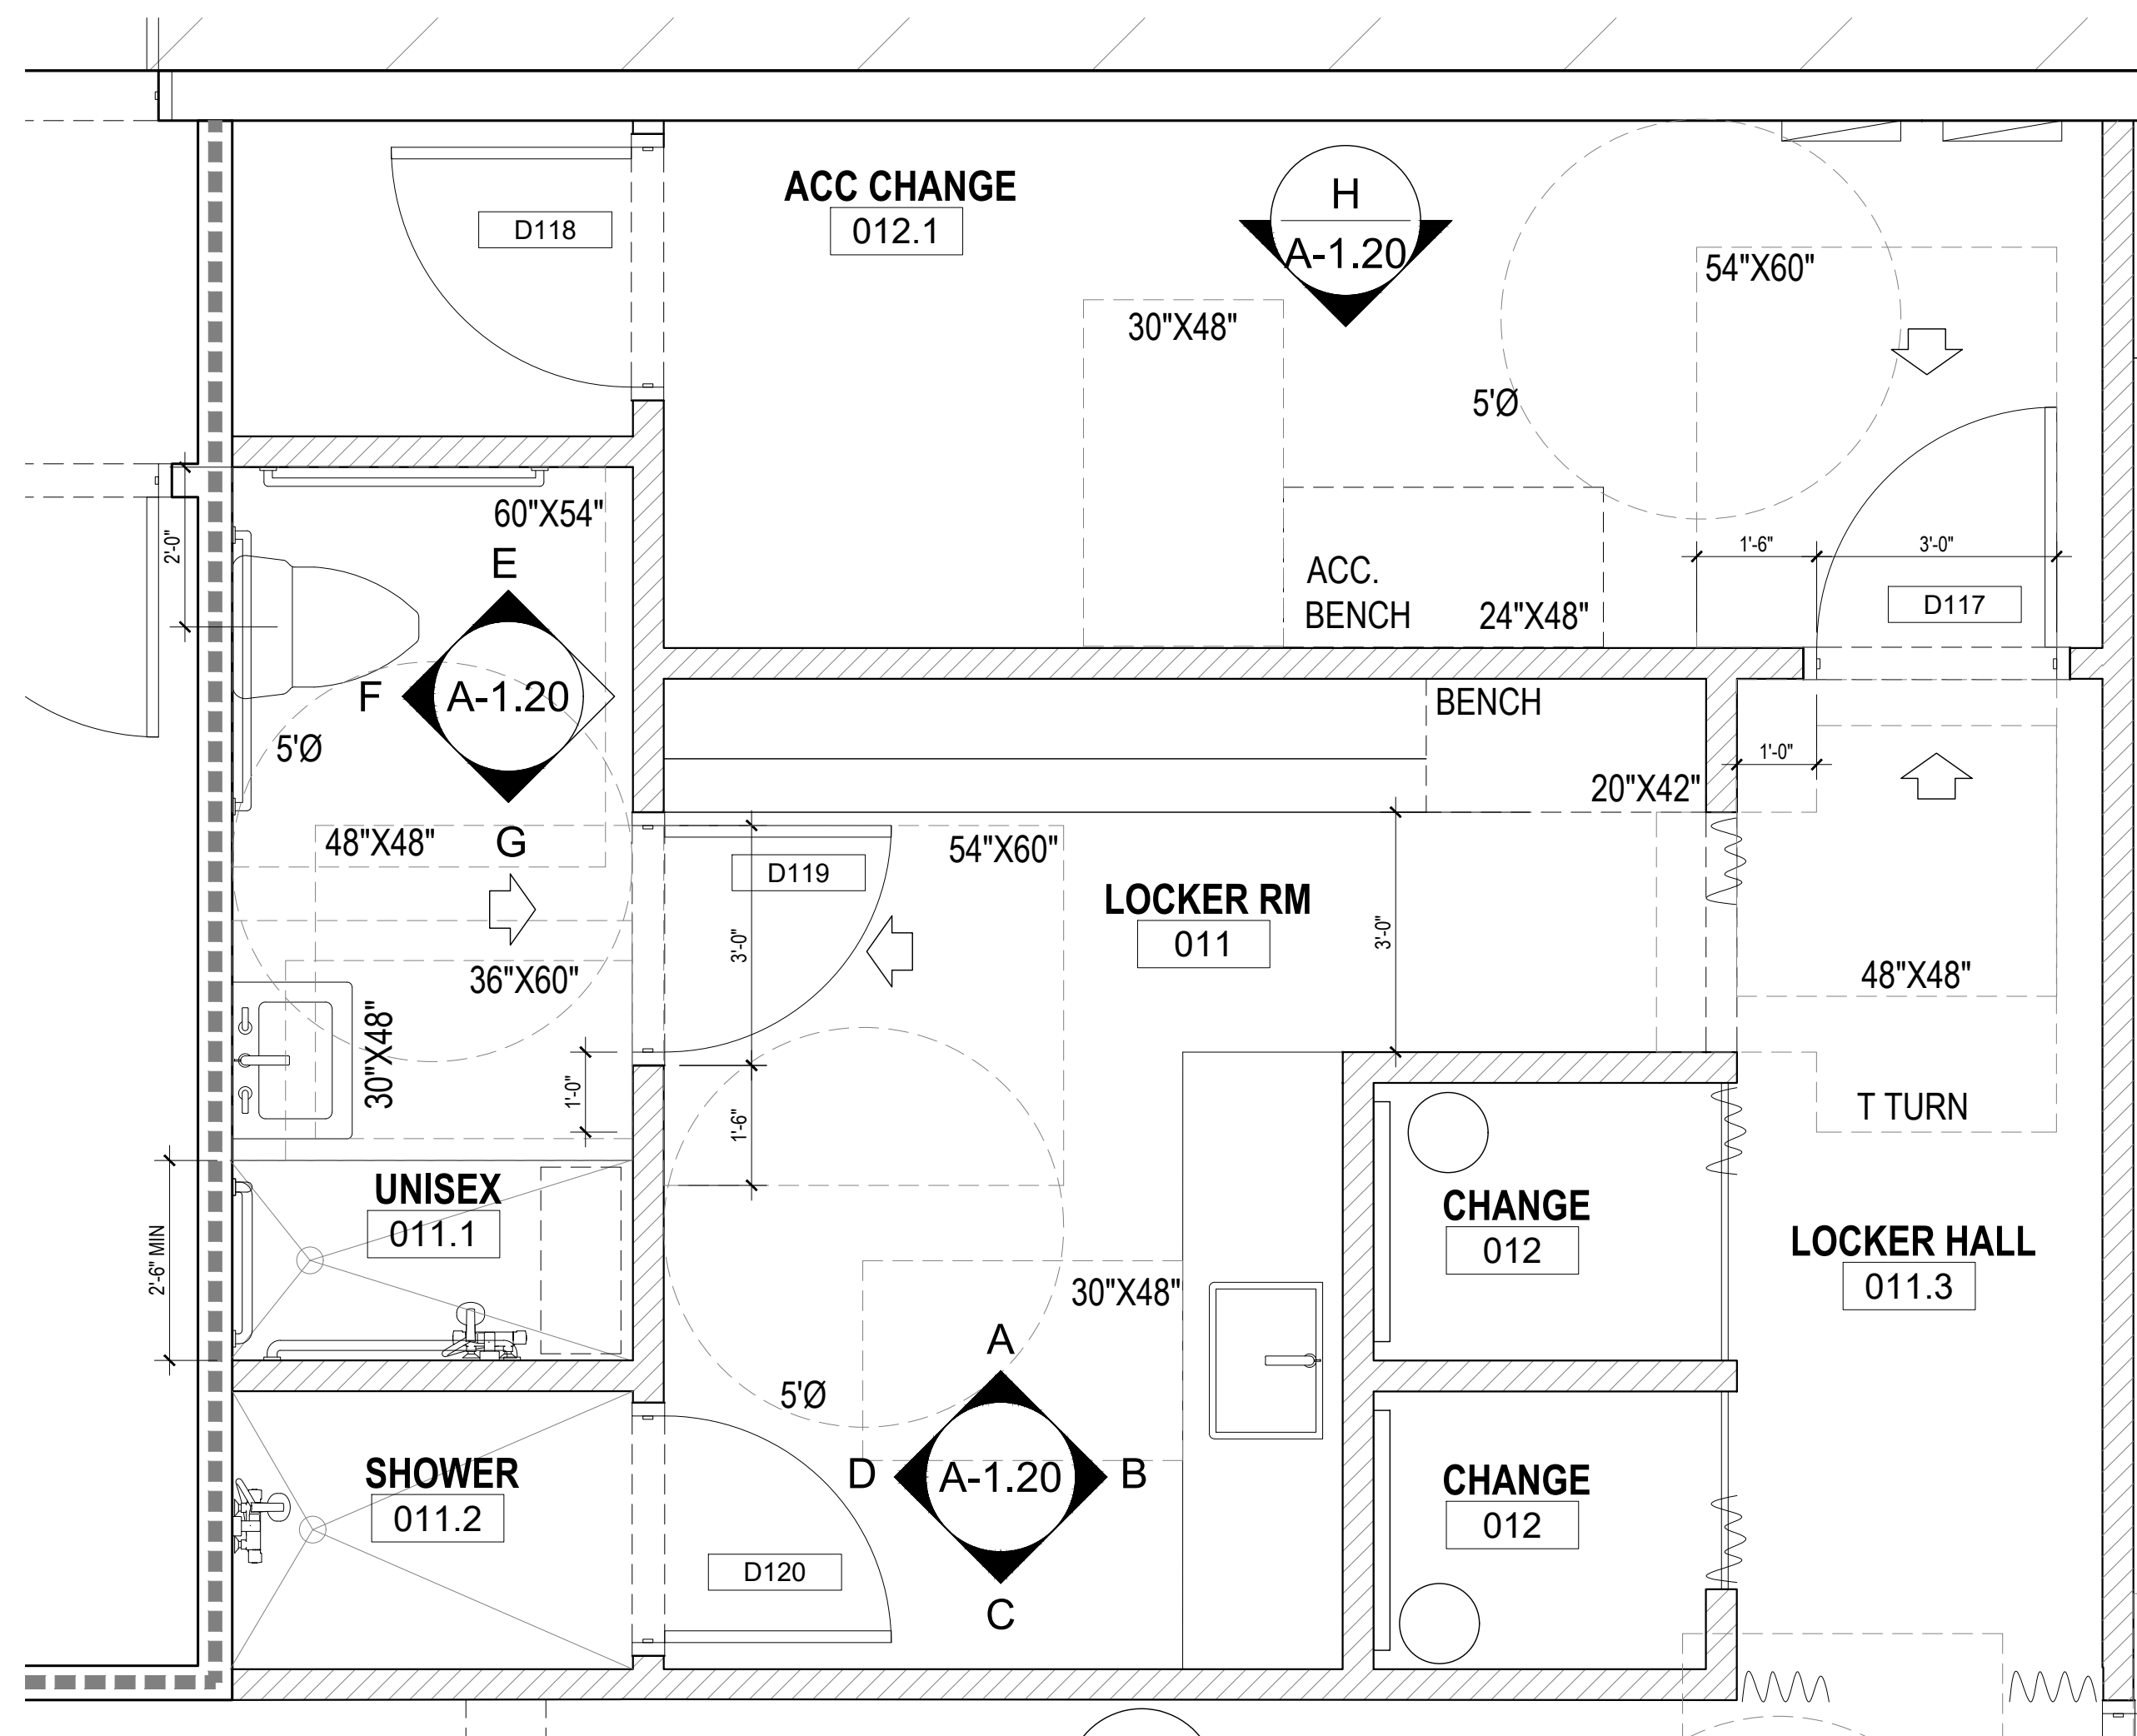 ACC CHANGE
012.1
H
A-1.20
D118
54"X60"
30"X48"
5'Ø
60"X54"
E
F
A-1.20
G
2'-0"
5'Ø
ACC.
BENCH
24"X48"
1'-6"
3'-0"
D117
BENCH
20"X42"
1'-0"
48"X48"
D119
54"X60"
LOCKER RM
011
3'-0"
3'-0"
36"X60"
30"X48"
1'-0"
1'-6"
48"X48"
T TURN
2'-6" MIN
UNISEX
011.1
CHANGE
012
LOCKER HALL
011.3
30"X48"
5'Ø
A
D
A-1.20
B
C
SHOWER
011.2
CHANGE
012
D120